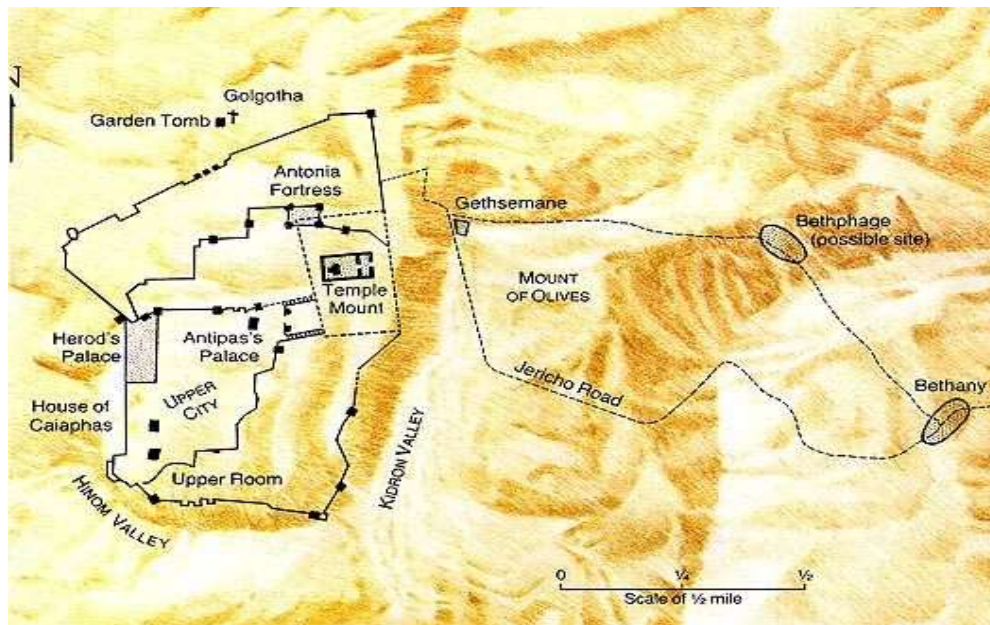 N
Golgotha
Garden Tomb
Antonia
Fortress
Gethsemane
Bethphage
(possible site)
MOUNT
OF OLIVES
Temple
Mount
Herod's
Palace
Antipas's
Palace
Jericho Road
Bethany
UPPER
CITY
House of
Caiaphas
Upper Room
HINOM VALLEY
KIDRON VALLEY
0 ¼ ½
Scale of ½ mile